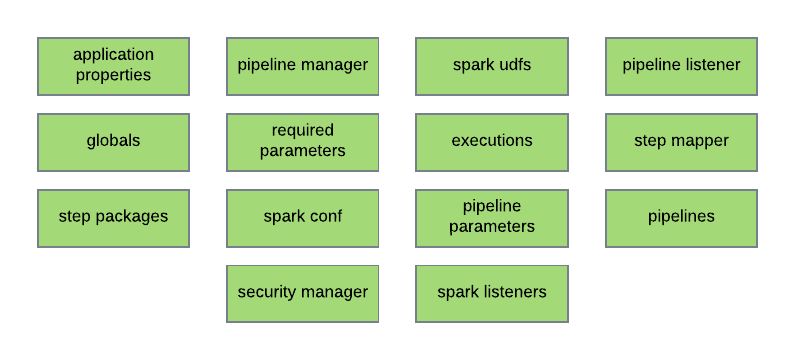 application
properties
pipeline manager
spark udfs
pipeline listener
globals
required
parameters
executions
step mapper
step packages
spark conf
pipeline
parameters
pipelines
security manager
spark listeners